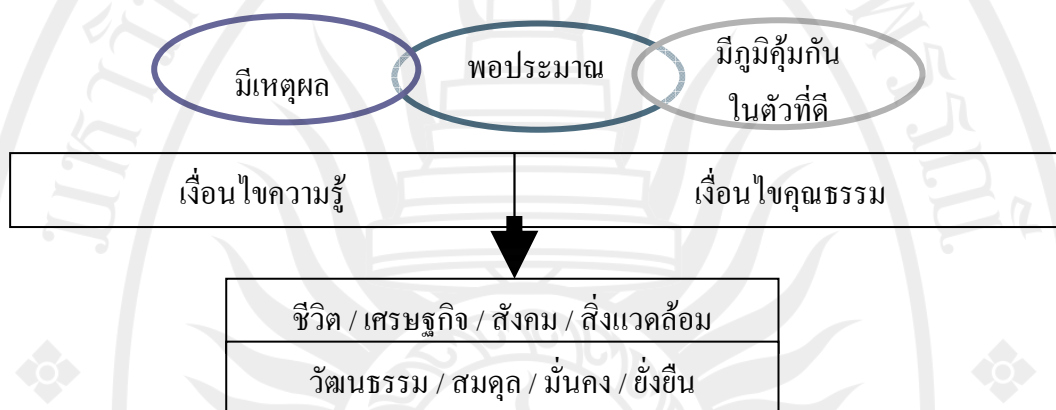 มีเหตุผล
พอประมาณ
มีภูมิคุ้มกัน
ในตัวที่ดี
เงื่อนไขความรู้
เงื่อนไขคุณธรรม
ชีวิต / เศรษฐกิจ / สังคม / สิ่งแวดล้อม
วัฒนธรรม / สมดุล / มั่นคง / ยั่งยืน